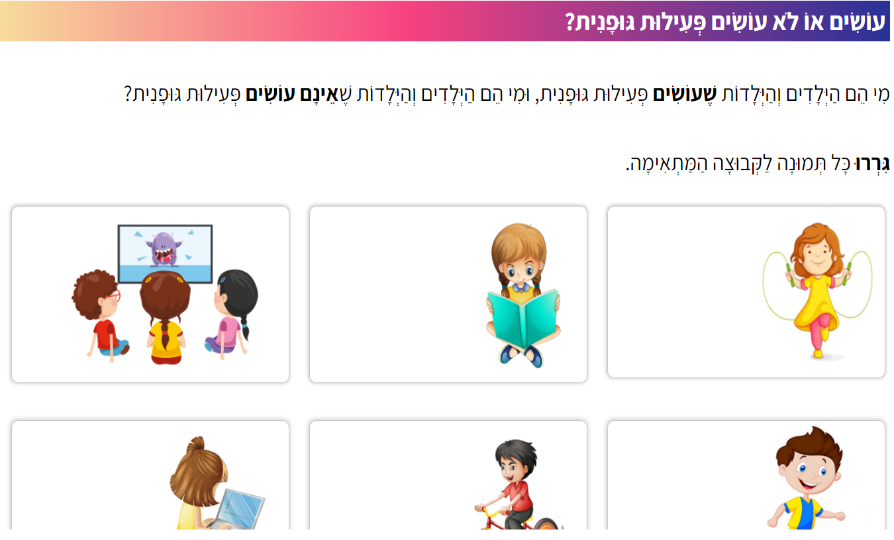 עוֹשִׂים אוֹ לֹא עוֹשִׂים פְּעִילוּת גּוּפָנִית?
מִי הֵם הַיְּלָדִים וְהַיְּלָדוֹת שֶׁעוֹשִׂים פְּעִילוּת גּוּפָנִית, וּמִי הֵם הַיְּלָדִים וְהַיְּלָדוֹת שֶׁאֵינָם עוֹשִׂים פְּעִילוּת גּוּפָנִית?
גִּרְרוּ כָּל תְּמוּנָה לַקְּבוּצָה הַמַּתְאִימָה.